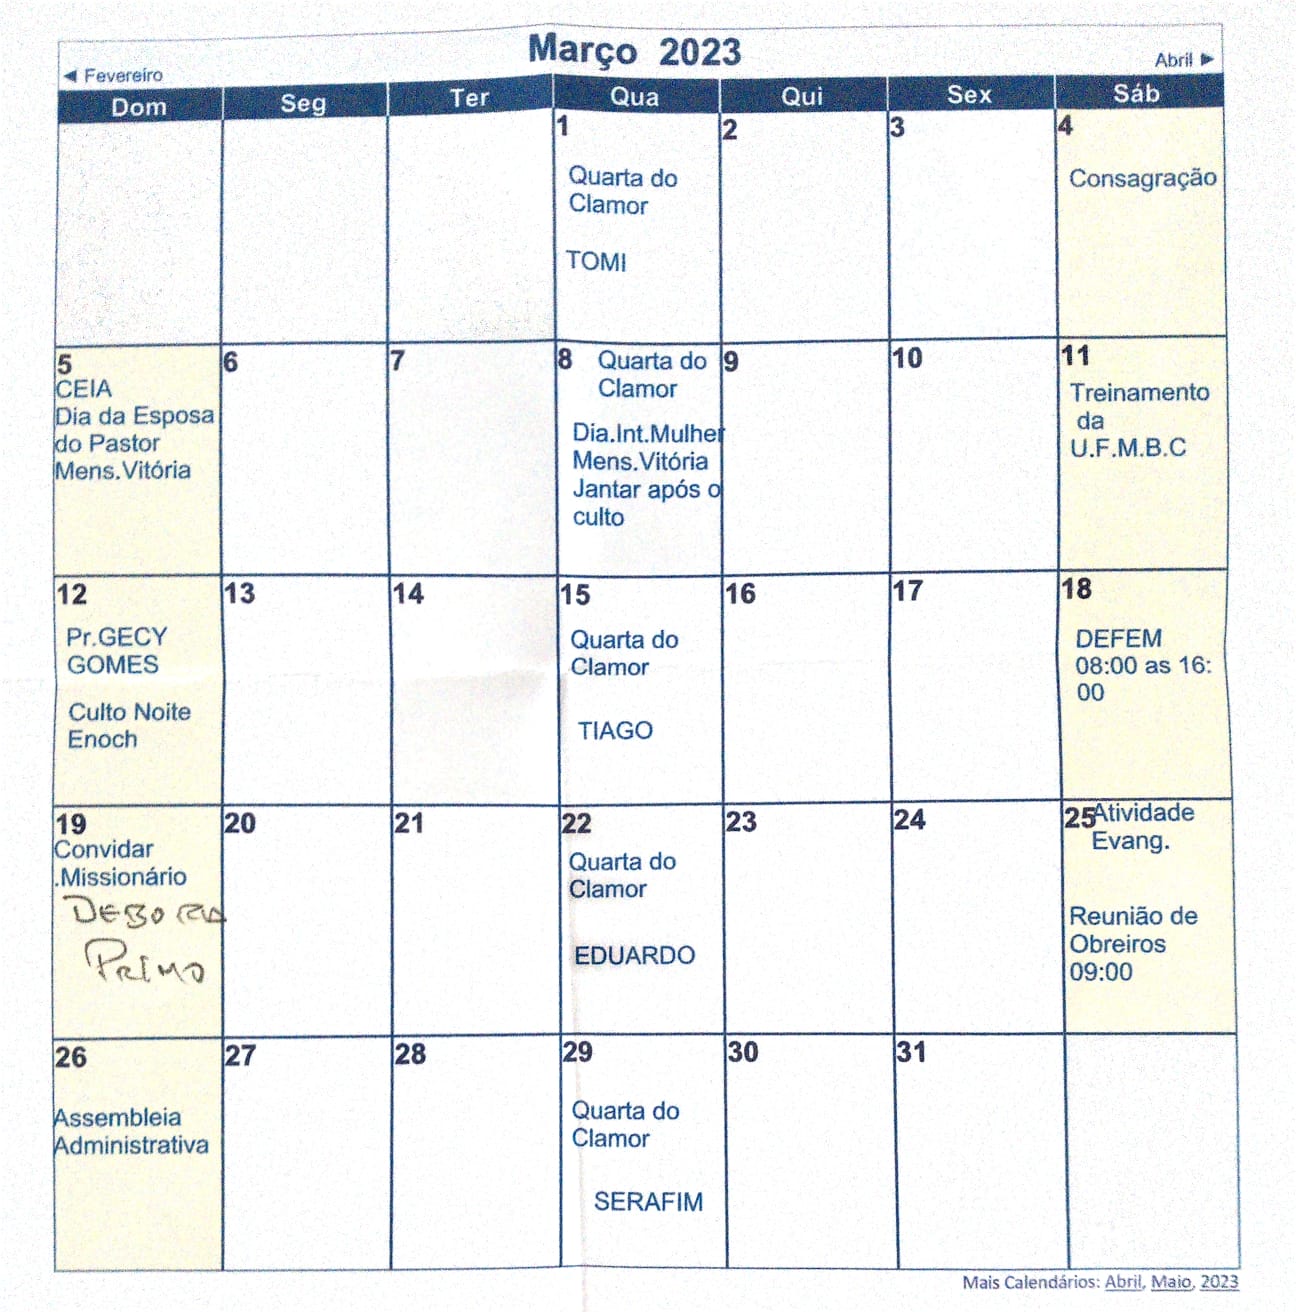 Março 2023
◄ Fevereiro
Abril ►
Dom Seg Ter Qua Qui Sex Sáb
1
Quarta do
Clamor
TOMI
2
3
4
Consagração
5
CEIA
Dia da Esposa
do Pastor
Mens.Vitória
6
7
8 Quarta do
Clamor
Dia.Int.Mulher
Mens.Vitória
Jantar após o
culto
9
10
11
Treinamento
da
U.F.M.B.C
12
Pr.GECY
GOMES
Culto Noite
Enoch
13
14
15
Quarta do
Clamor
TIAGO
16
17
18
DEFEM
08:00 as 16:
00
19
Convidar
.Missionário
DEBORA
PRIMO
20
21
22
Quarta do
Clamor
EDUARDO
23
24
25 Atividade
Evang.
Reunião de
Obreiros
09:00
26
Assembleia
Administrativa
27
28
29
Quarta do
Clamor
SERAFIM
30
31
Mais Calendários: Abril, Maio, 2023